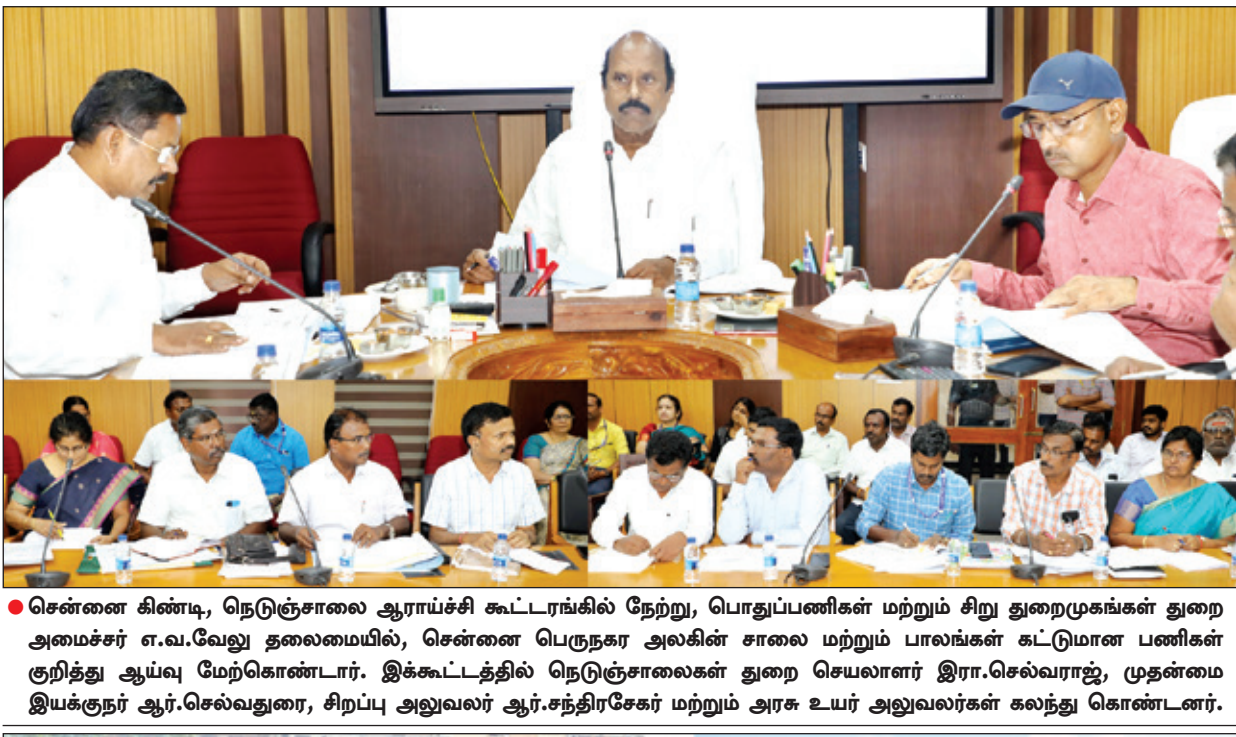 ● சென்னை கிண்டி, நெடுஞ்சாலை ஆராய்ச்சி கூட்டரங்கில் நேற்று, பொதுப்பணிகள் மற்றும் சிறு துறைமுகங்கள் துறை
அமைச்சர் எ.வ.வேலு தலைமையில், சென்னை பெருநகர அலகின் சாலை மற்றும் பாலங்கள் கட்டுமான பணிகள்
குறித்து ஆய்வு மேற்கொண்டார். இக்கூட்டத்தில் நெடுஞ்சாலைகள் துறை செயலாளர் இரா.செல்வராஜ், முதன்மை
இயக்குநர் ஆர்.செல்வதுரை, சிறப்பு அலுவலர் ஆர்.சந்திரசேகர் மற்றும் அரசு உயர் அலுவலர்கள் கலந்து கொண்டனர்.